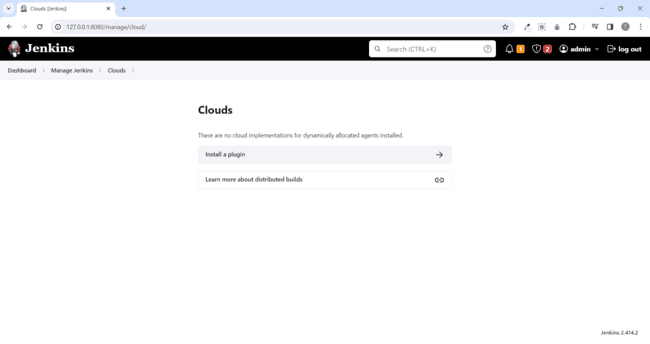 Clouds [Jenkins]
127.0.0.1:8080/manage/cloud/
Jenkins
Search (CTRL+K)
1
2
admin
log out
Dashboard
Manage Jenkins
Clouds
Clouds
There are no cloud implementations for dynamically allocated agents installed.
Install a plugin
Learn more about distributed builds
Jenkins 2.414.2